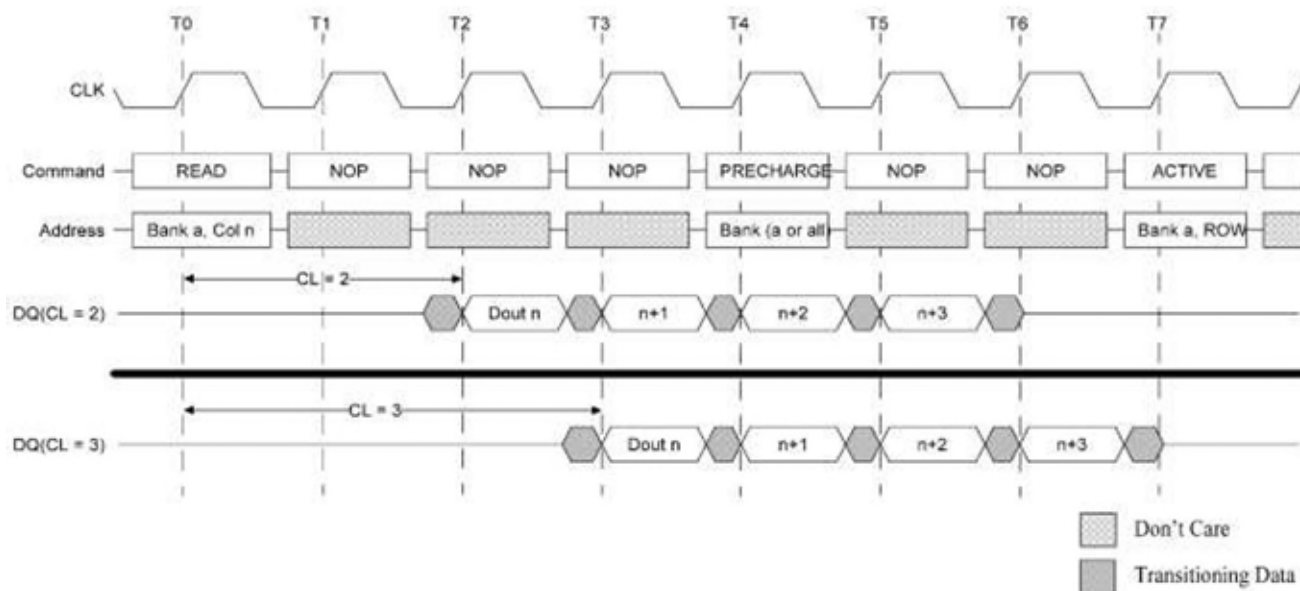 T0 T1 T2 T3 T4 T5 T6 T7
CLK
Command READ NOP NOP NOP PRECHARGE NOP NOP ACTIVE
Address Bank a, Col n Bank (a or all) Bank a, ROW
CL = 2
DQ(CL = 2) Dout n n+1 n+2 n+3
CL = 3
DQ(CL = 3) Dout n n+1 n+2 n+3
Don't Care
Transitioning Data